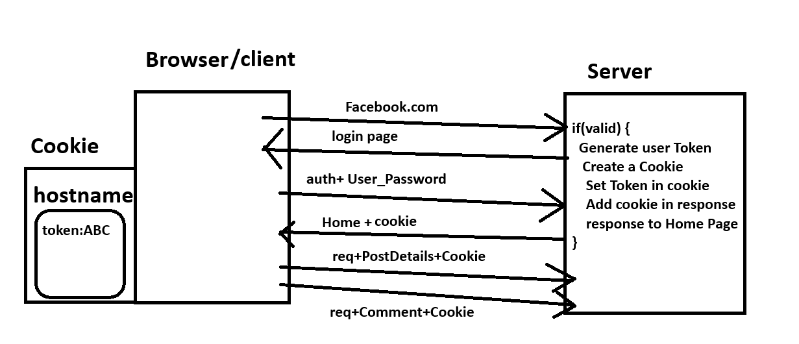 Browser/client
Server
Cookie
hostname
token:ABC
Facebook.com
login page
auth+ User_Password
Home + cookie
req+PostDetails+Cookie
req+Comment+Cookie
if(valid) {
Generate user Token
Create a Cookie
Set Token in cookie
Add cookie in response
response to Home Page
}